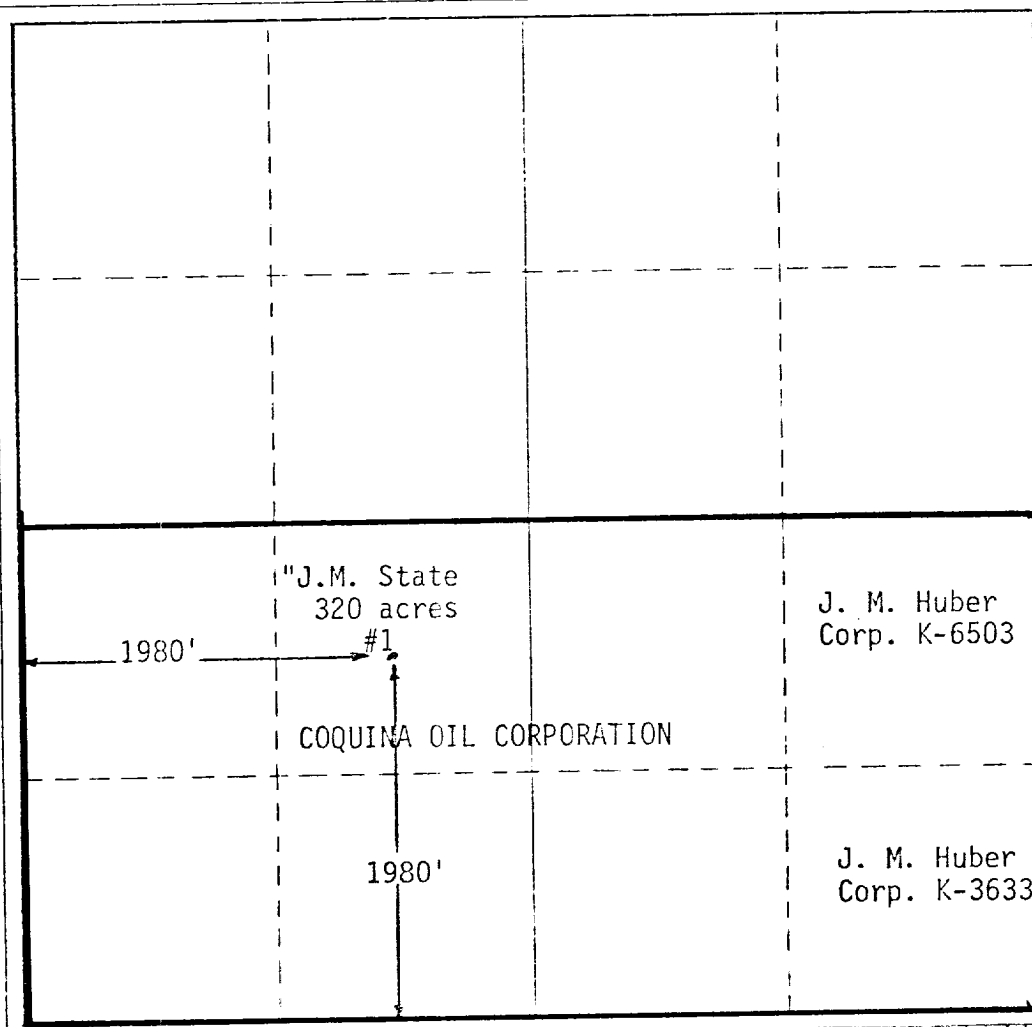 "J.M. State
320 acres
#1
1980'
J. M. Huber
Corp. K-6503
COQUINA OIL CORPORATION
1980'
J. M. Huber
Corp. K-3633